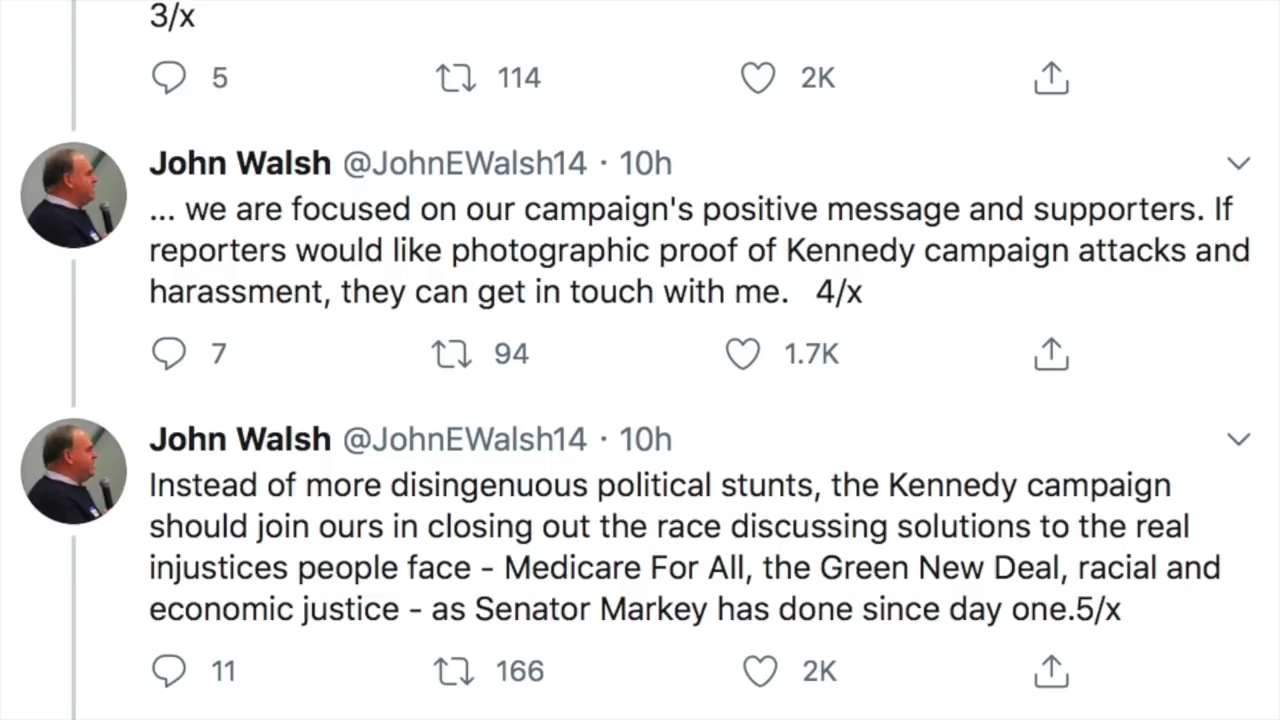 3/x
5 114 2K
John Walsh @JohnEWalsh14 · 10h
... we are focused on our campaign's positive message and supporters. If
reporters would like photographic proof of Kennedy campaign attacks and
harassment, they can get in touch with me. 4/x
7 94 1.7K
John Walsh @JohnEWalsh14 · 10h
Instead of more disingenuous political stunts, the Kennedy campaign
should join ours in closing out the race discussing solutions to the real
injustices people face - Medicare For All, the Green New Deal, racial and
economic justice - as Senator Markey has done since day one.5/x
11 166 2K